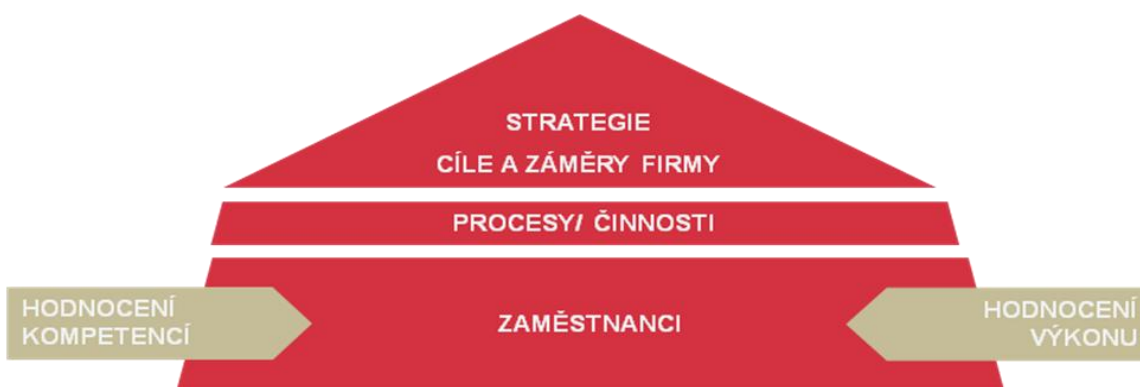 STRATEGIE
CÍLE A ZÁMĚRY FIRMY
PROCESY/ ČINNOSTI
HODNOCENÍ
KOMPETENCÍ
ZAMĚSTNANCI
HODNOCENÍ
VÝKONU